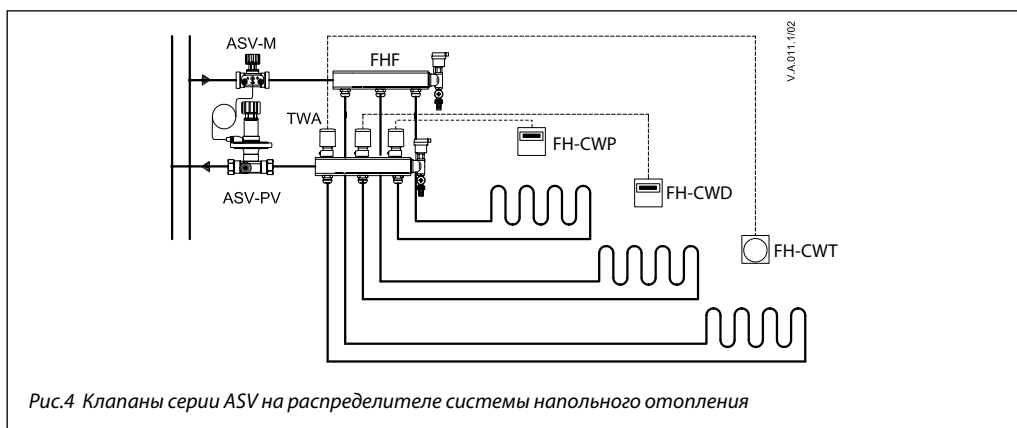 ASV-M
FHF
V.A.011.1/02
TWA
FH-CWP
FH-CWD
ASV-PV
FH-CWT
Рис.4 Клапаны серии ASV на распределителе системы напольного отопления